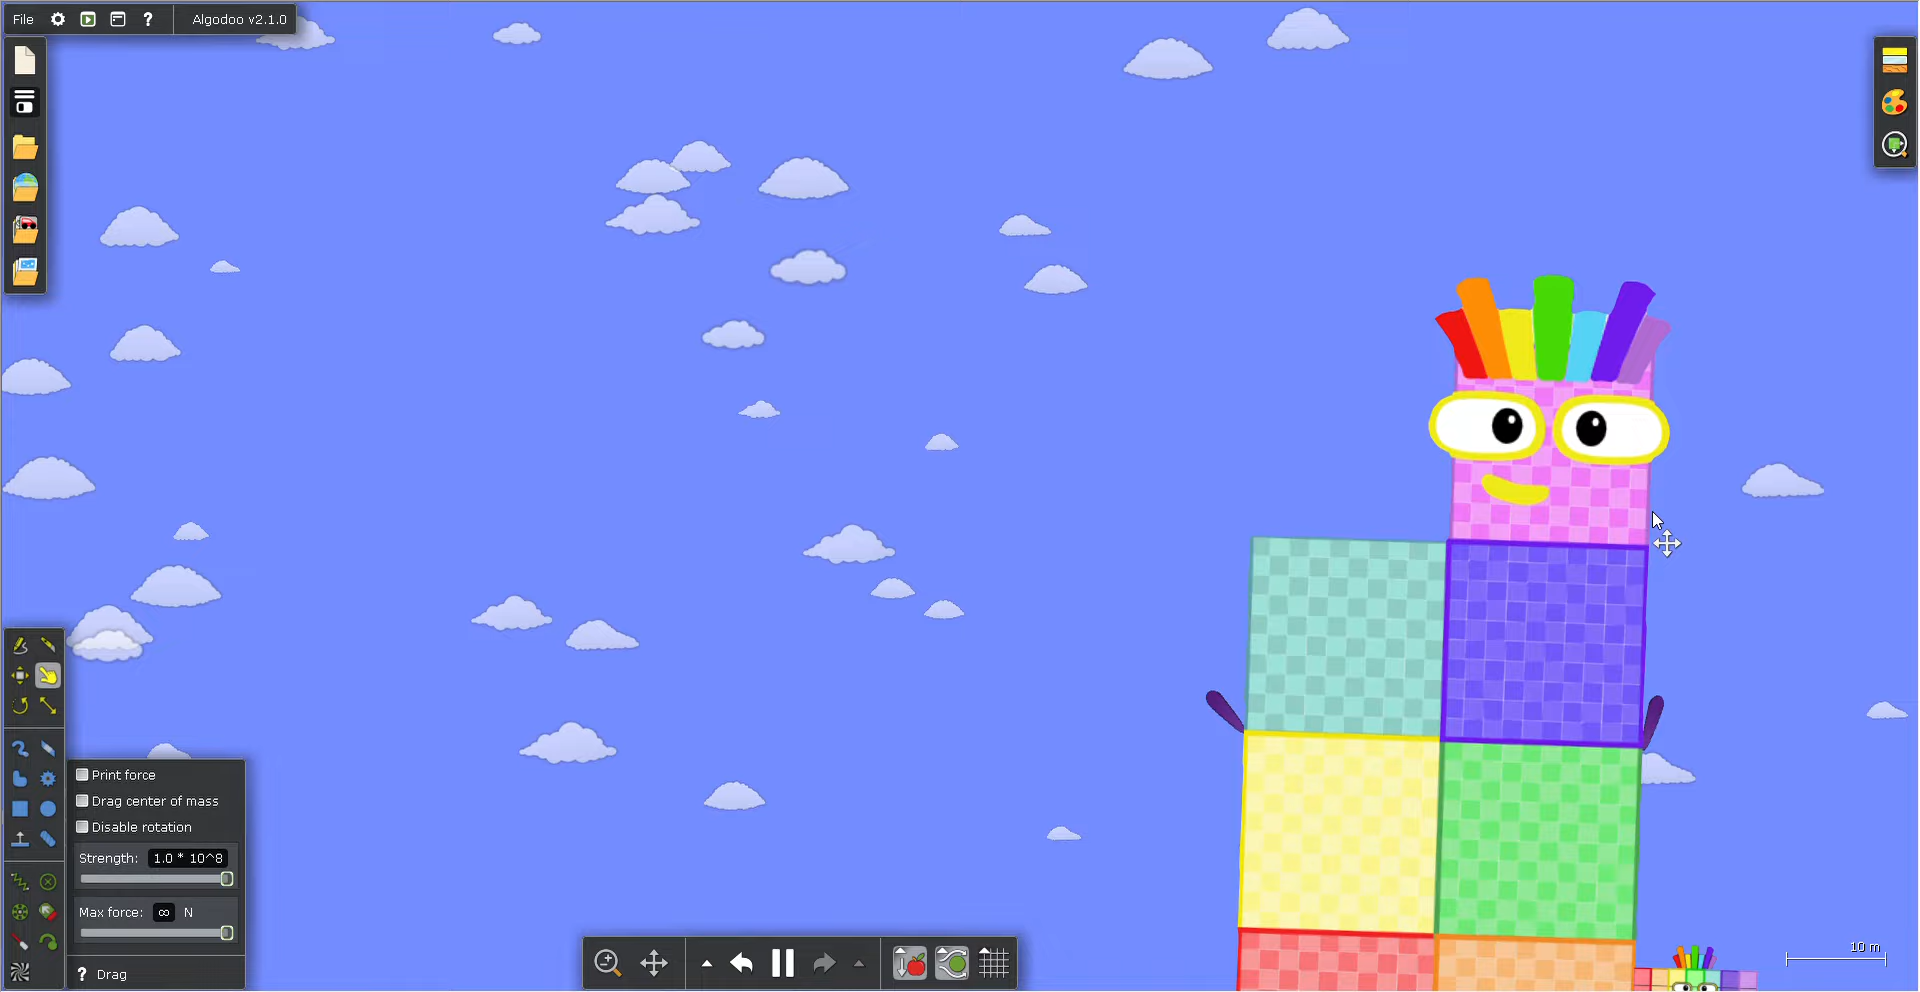 File ? Algodoo v2.1.0
Print force
Drag center of mass
Disable rotation
Strength: 1.0 * 10^8
Max force: ∞ N
? Drag
10 m